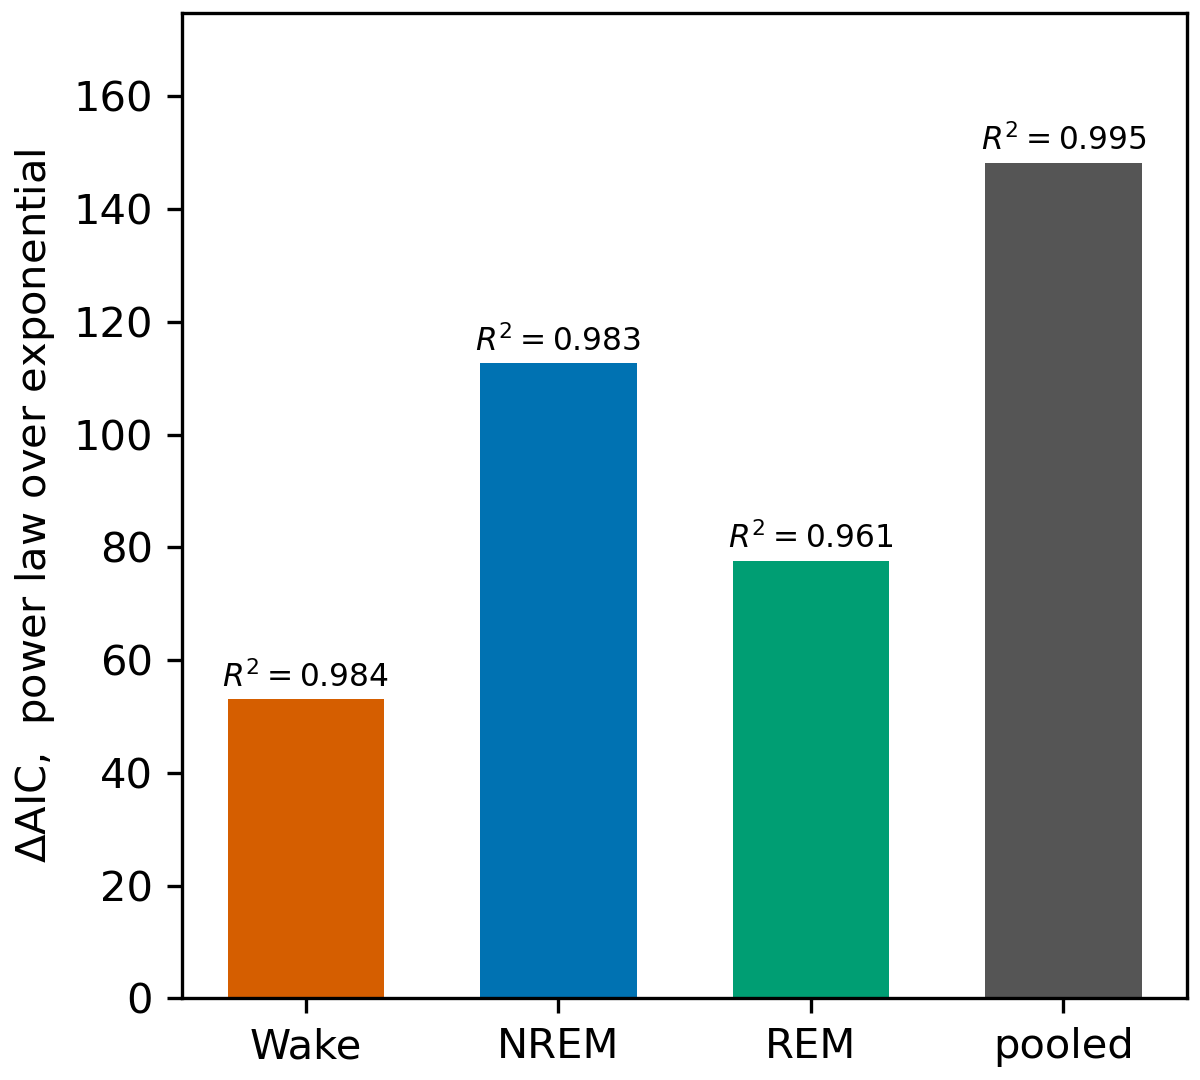 ΔAIC,  power law over exponential
160
140
120
100
80
60
40
20
0
R² = 0.984
R² = 0.983
R² = 0.961
R² = 0.995
Wake
NREM
REM
pooled